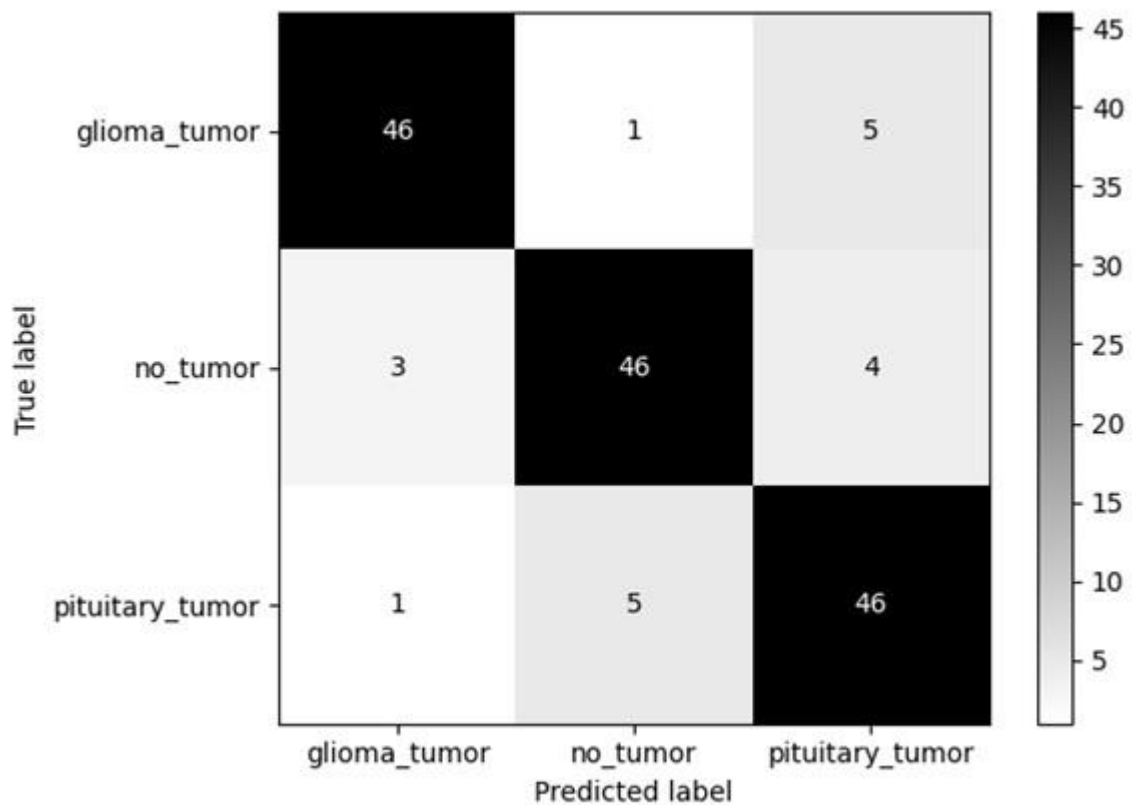 45
40
35
30
25
20
15
10
5
True label
glioma_tumor
46 1 5
no_tumor
3 46 4
pituitary_tumor
1 5 46
glioma_tumor no_tumor pituitary_tumor
Predicted label